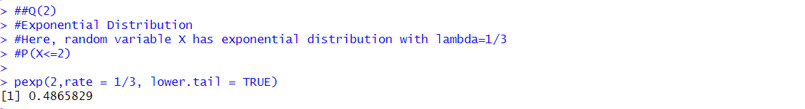 > ##Q(2)
> #Exponential Distribution
> #Here, random variable X has exponential distribution with lambda=1/3
> #P(X<=2)
>
> pexp(2,rate = 1/3, lower.tail = TRUE)
[1] 0.4865829